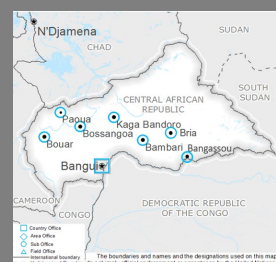 N'Djamena
SUDAN
CHAD
SOUTH
SUDAN
CENTRAL AFRICAN
REPUBLIC
Paoua
Kaga Bandoro
Bossangoa
Bria
Bouar
Bambari
Bangassou
Bangui
CAMEROON
CONGO
DEMOCRATIC REPUBLIC
OF THE CONGO
Country Office
Area Office
Sub Office
Field Office
International boundary
The boundaries and names and the designations used on this map